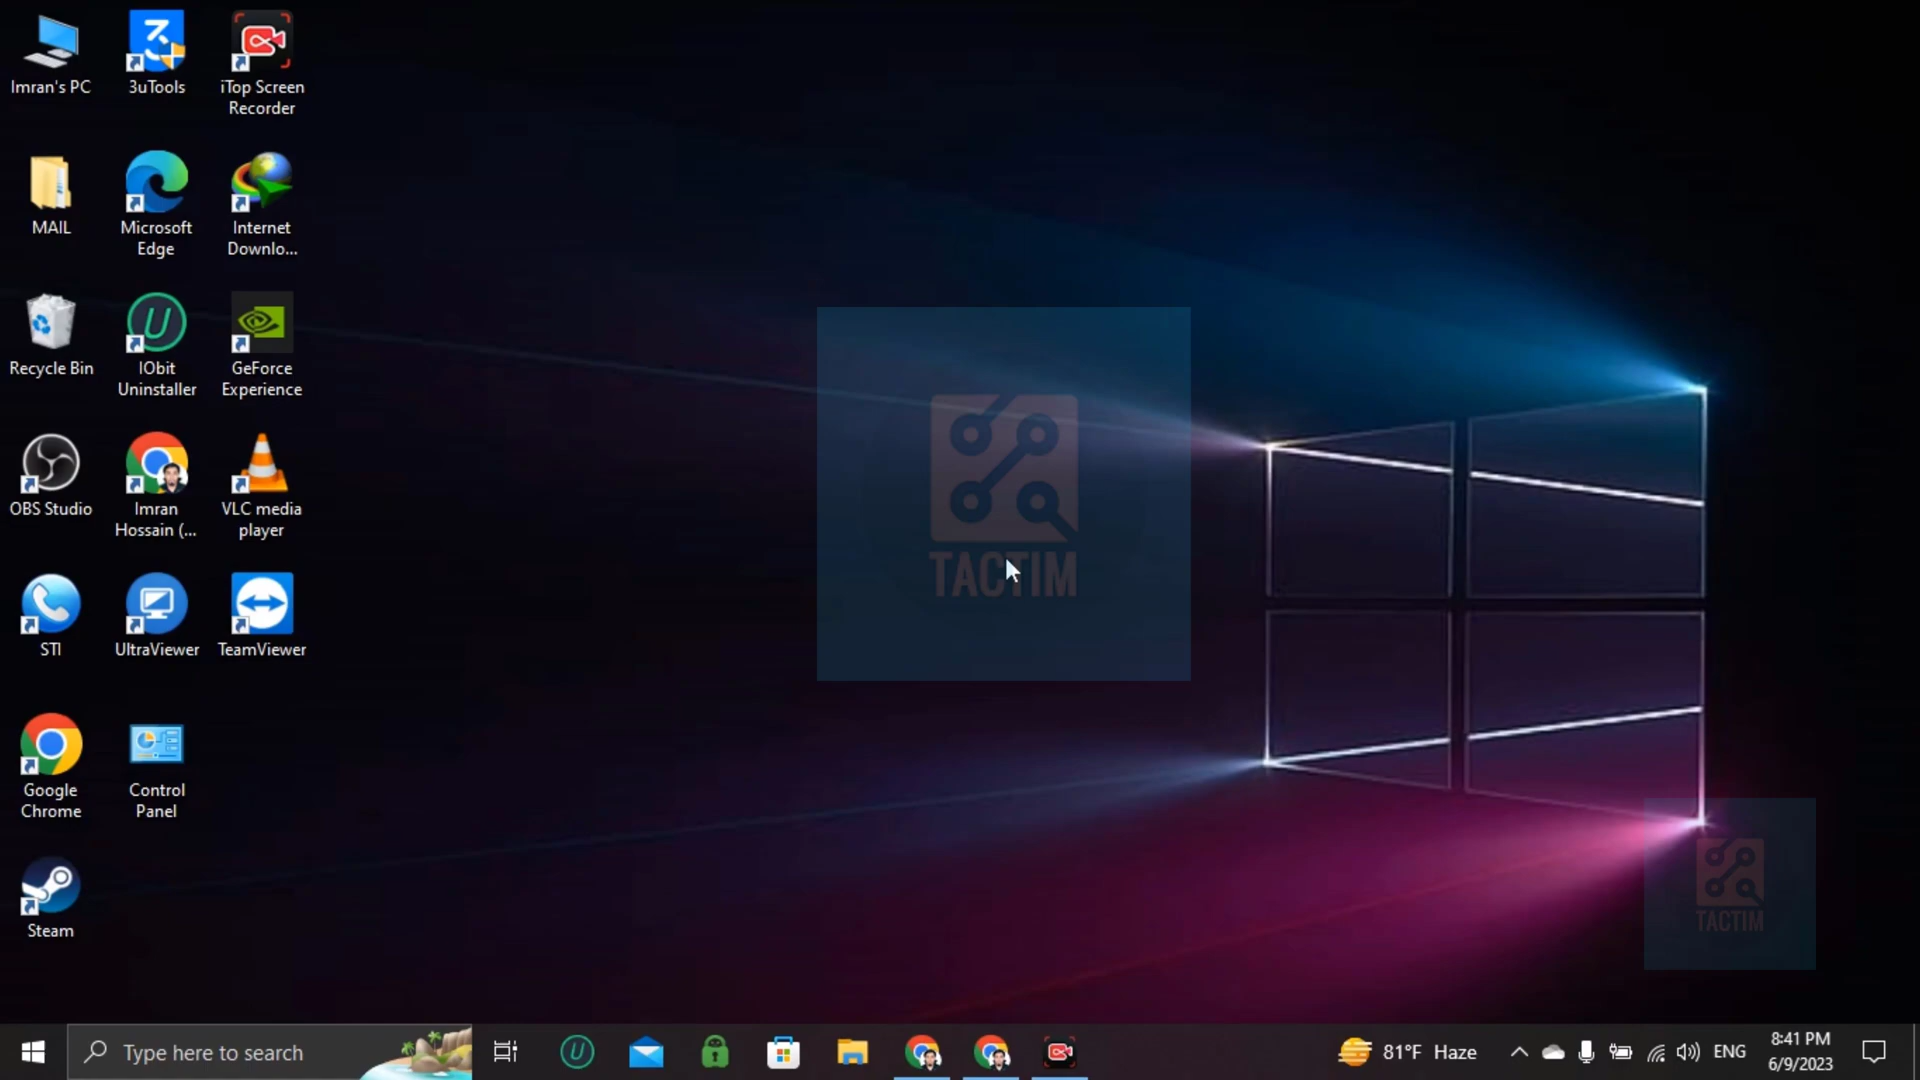 Imran's PC
3uTools
iTop Screen
Recorder
MAIL
Microsoft
Edge
Internet
Downlo...
Recycle Bin
IObit
Uninstaller
GeForce
Experience
OBS Studio
Imran
Hossain (...
VLC media
player
STI
UltraViewer
TeamViewer
Google
Chrome
Control
Panel
Steam
TACTIM
TACTIM
Type here to search
81°F Haze
ENG
8:41 PM
6/9/2023